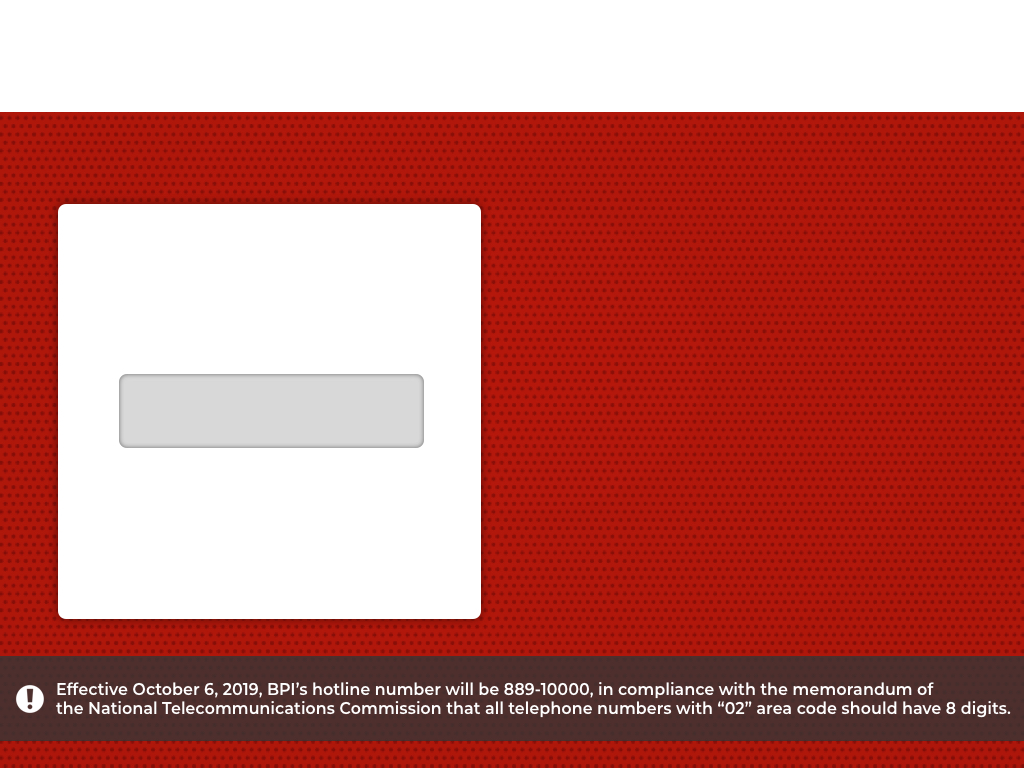 Effective October 6, 2019, BPI’s hotline number will be 889-10000, in compliance with the memorandum of
the National Telecommunications Commission that all telephone numbers with “02” area code should have 8 digits.